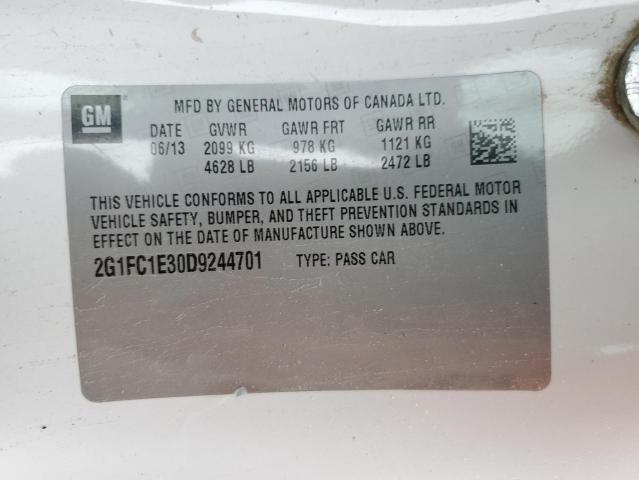 GM
MFD BY GENERAL MOTORS OF CANADA LTD.
DATE GVWR GAWR FRT GAWR RR
06/13 2099 KG 978 KG 1121 KG
4628 LB 2156 LB 2472 LB
THIS VEHICLE CONFORMS TO ALL APPLICABLE U.S. FEDERAL MOTOR
VEHICLE SAFETY, BUMPER, AND THEFT PREVENTION STANDARDS IN
EFFECT ON THE DATE OF MANUFACTURE SHOWN ABOVE.
2G1FC1E30D9244701 TYPE: PASS CAR